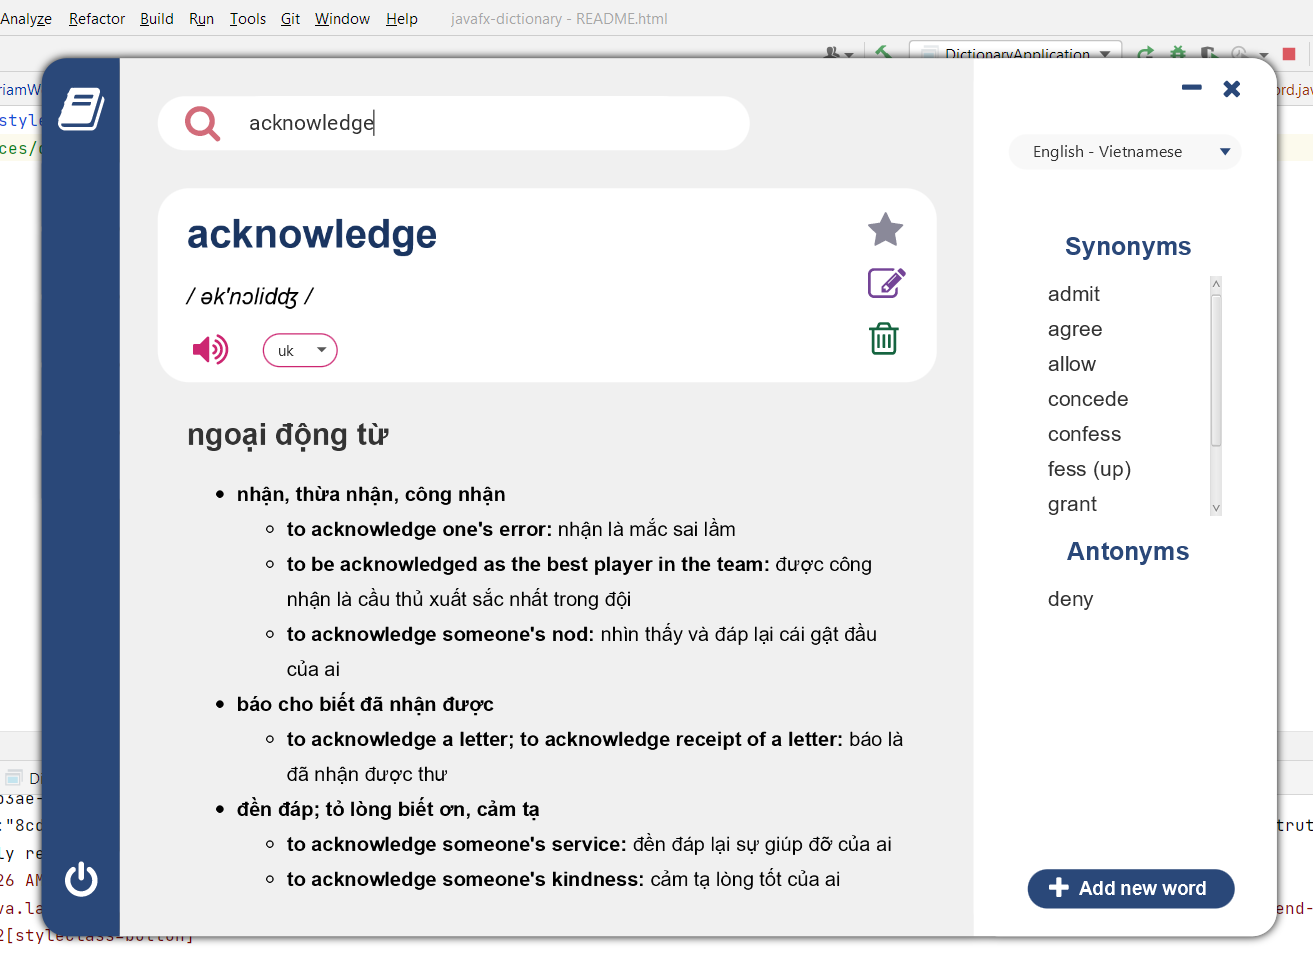 Analyze Refactor Build Run Tools Git Window Help javafx-dictionary - README.html
DictionaryApplication
acknowledge
English - Vietnamese
acknowledge
/ ək'nɔlidʤ /
uk
ngoại động từ
nhận, thừa nhận, công nhận
to acknowledge one's error: nhận là mắc sai lầm
to be acknowledged as the best player in the team: được công
nhận là cầu thủ xuất sắc nhất trong đội
to acknowledge someone's nod: nhìn thấy và đáp lại cái gật đầu
của ai
báo cho biết đã nhận được
to acknowledge a letter; to acknowledge receipt of a letter: báo là
đã nhận được thư
đền đáp; tỏ lòng biết ơn, cảm tạ
to acknowledge someone's service: đền đáp lại sự giúp đỡ của ai
to acknowledge someone's kindness: cảm tạ lòng tốt của ai
Synonyms
admit
agree
allow
concede
confess
fess (up)
grant
Antonyms
deny
Add new word